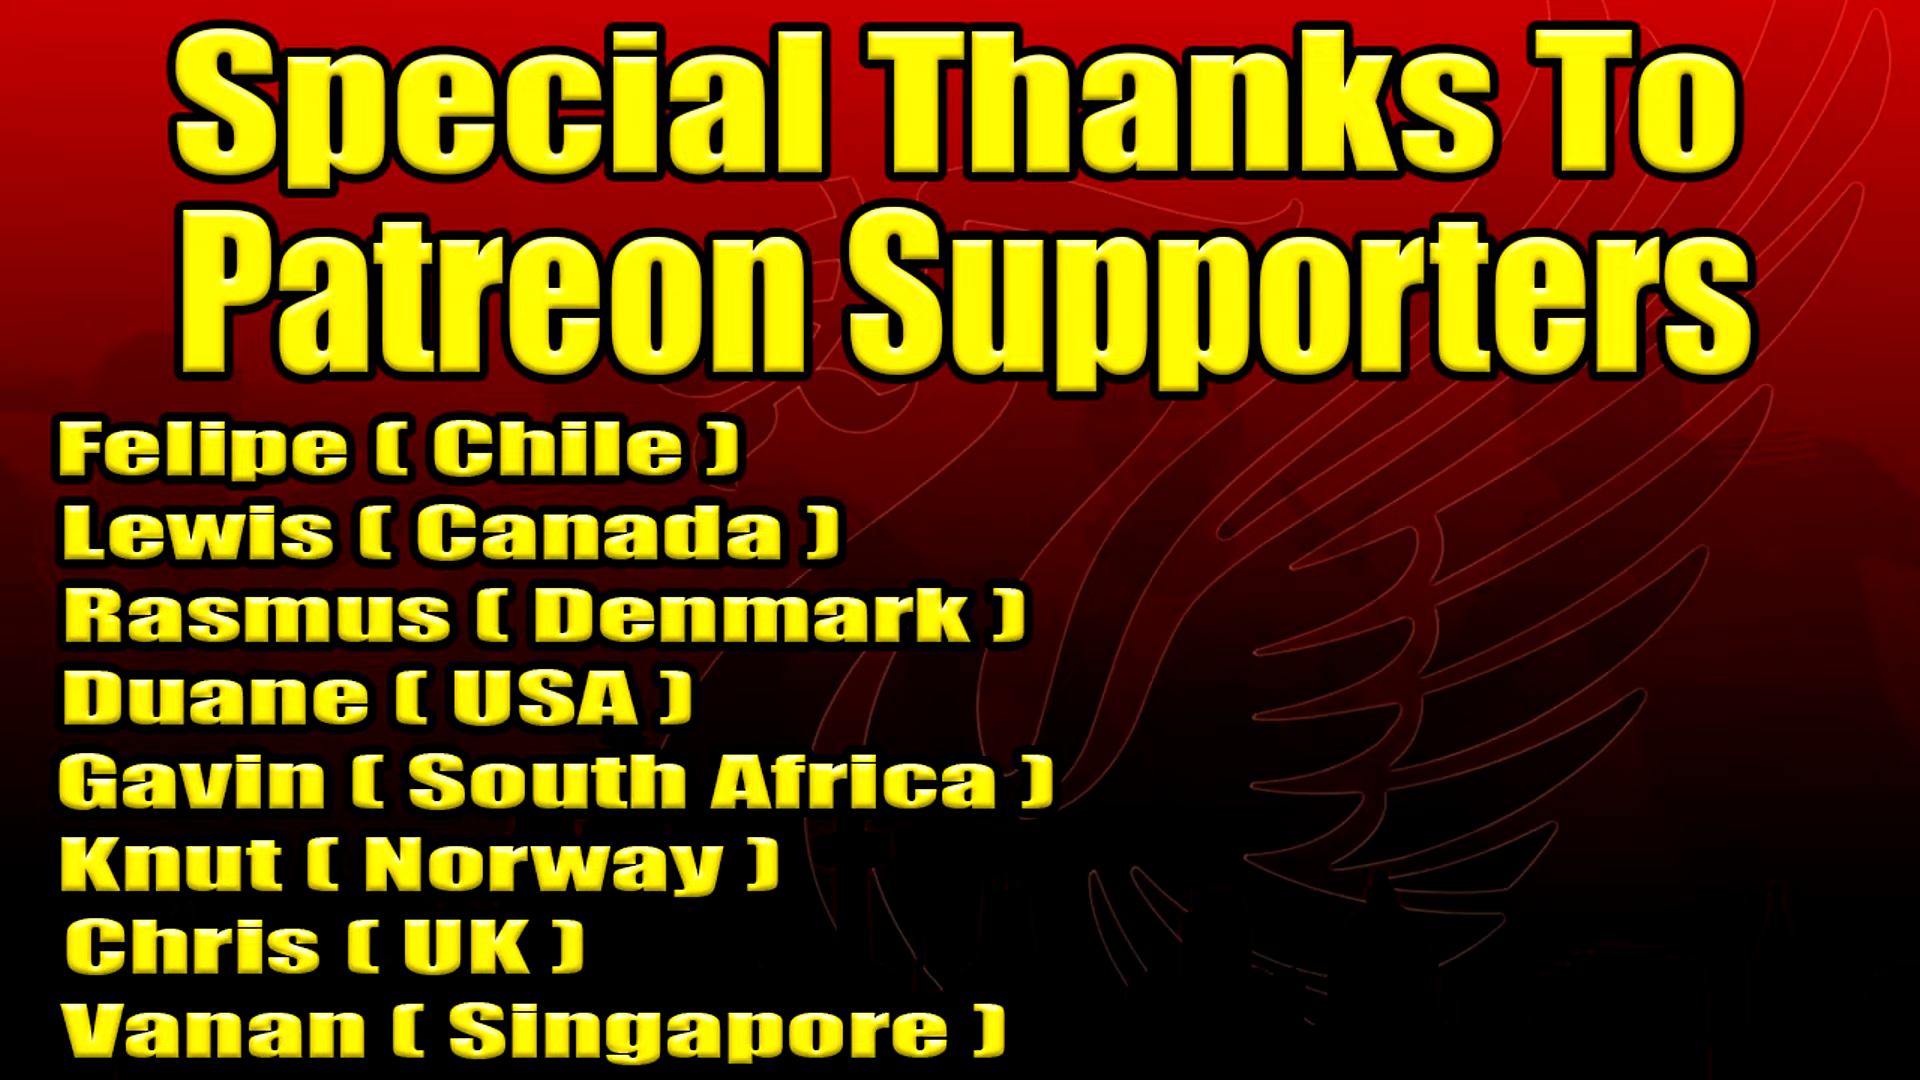 Special Thanks To
Patreon Supporters
Felipe ( Chile )
Lewis ( Canada )
Rasmus ( Denmark )
Duane ( USA )
Gavin ( South Africa )
Knut ( Norway )
Chris ( UK )
Vanan ( Singapore )